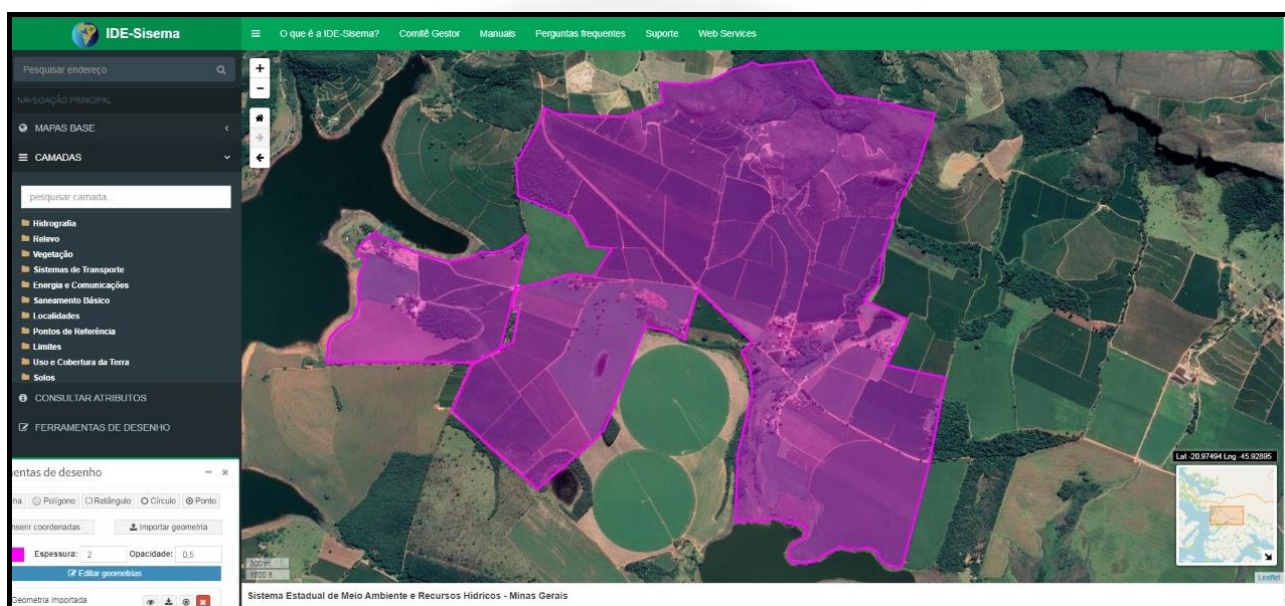 IDE-Sisema
O que é a IDE-Sisema? Comitê Gestor Manuais Perguntas frequentes Suporte Web Services
Pesquisar endereço
NAVEGAÇÃO PRINCIPAL
MAPAS BASE
CAMADAS
pesquisar camada...
Hidrografia
Relevo
Vegetação
Sistemas de Transporte
Energia e Comunicações
Saneamento Básico
Localidades
Pontos de Referência
Limites
Uso e Cobertura da Terra
Solos
CONSULTAR ATRIBUTOS
FERRAMENTAS DE DESENHO
entas de desenho
ha Polígono Retângulo Círculo Ponto
nserir coordenadas Importar geometria
Espessura: 2 Opacidade: 0,5
Editar geometrias
Geometria importada
+
−
Lat -20.97494 Lng -45.92895
300 m
1000 ft
Leaflet
Sistema Estadual de Meio Ambiente e Recursos Hídricos - Minas Gerais